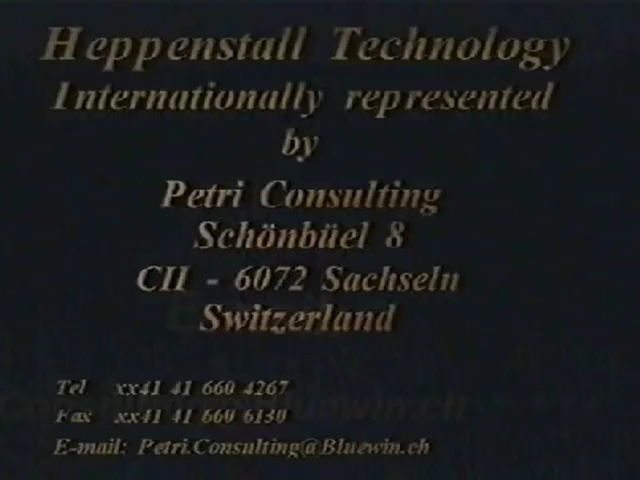 Heppenstall Technology
Internationally represented
by
Petri Consulting
Schönbüel 8
CH - 6072 Sachseln
Switzerland
Tel xx41 41 660 4267
Fax xx41 41 660 6130
E-mail: Petri.Consulting@Bluewin.ch